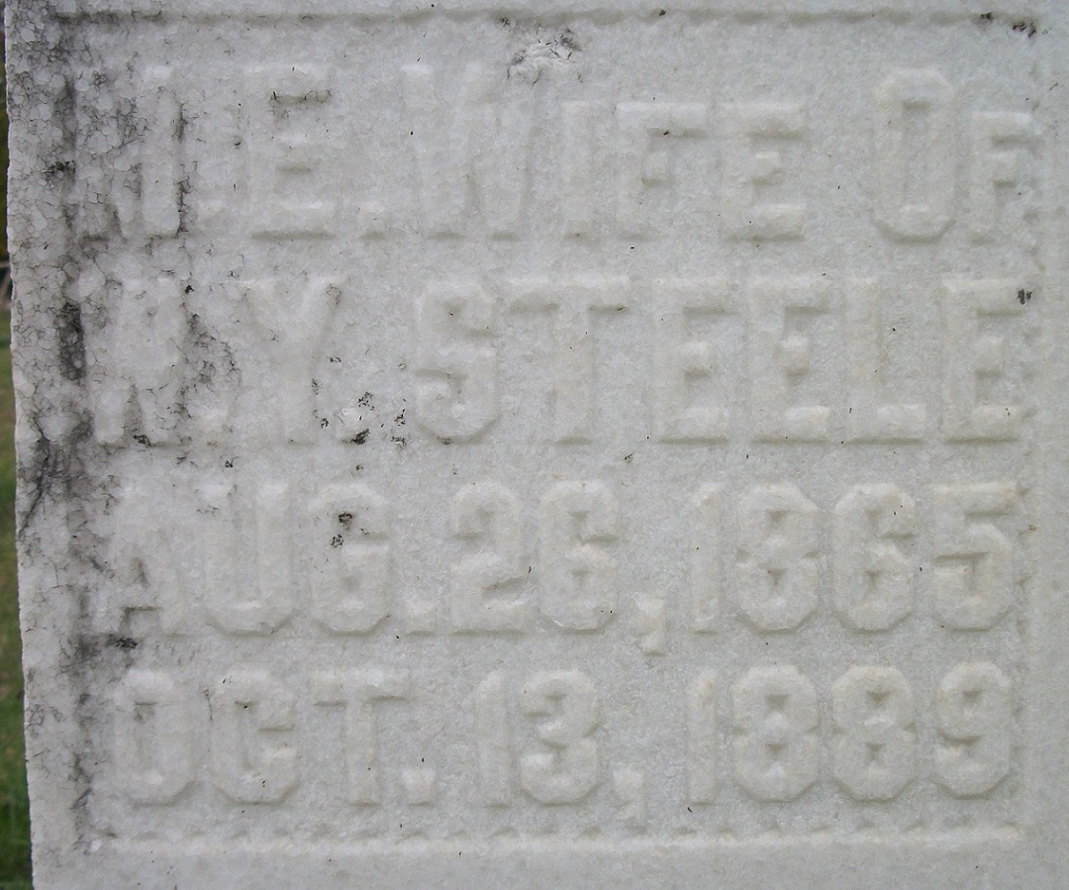 M.E. WIFE OF
W.Y. STEELE
AUG. 26, 1865
OCT. 13, 1889